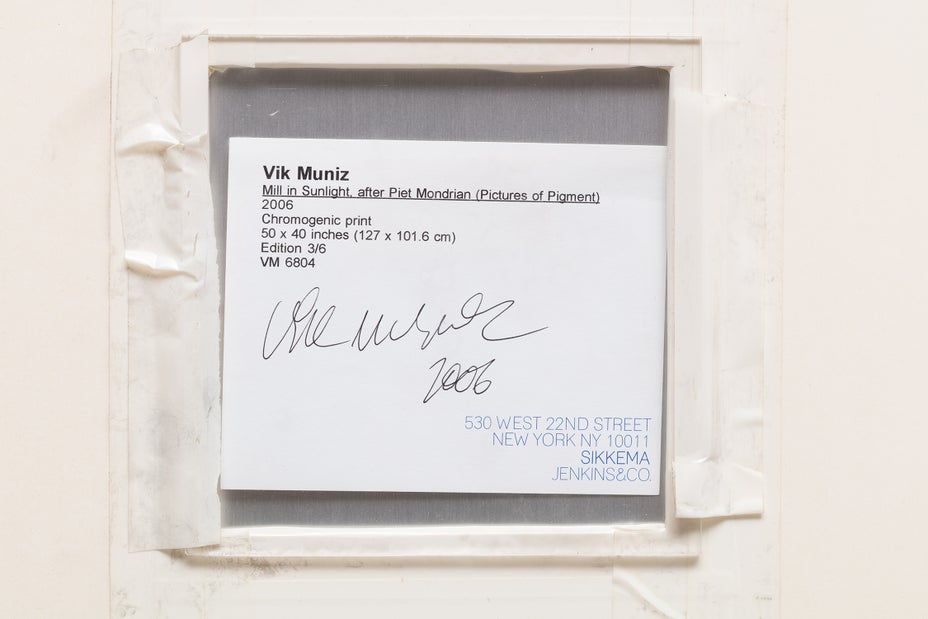 Vik Muniz
Mill in Sunlight, after Piet Mondrian (Pictures of Pigment)
2006
Chromogenic print
50 x 40 inches (127 x 101.6 cm)
Edition 3/6
VM 6804
Vik Muniz
2006
530 WEST 22ND STREET
NEW YORK NY 10011
SIKKEMA
JENKINS&CO.